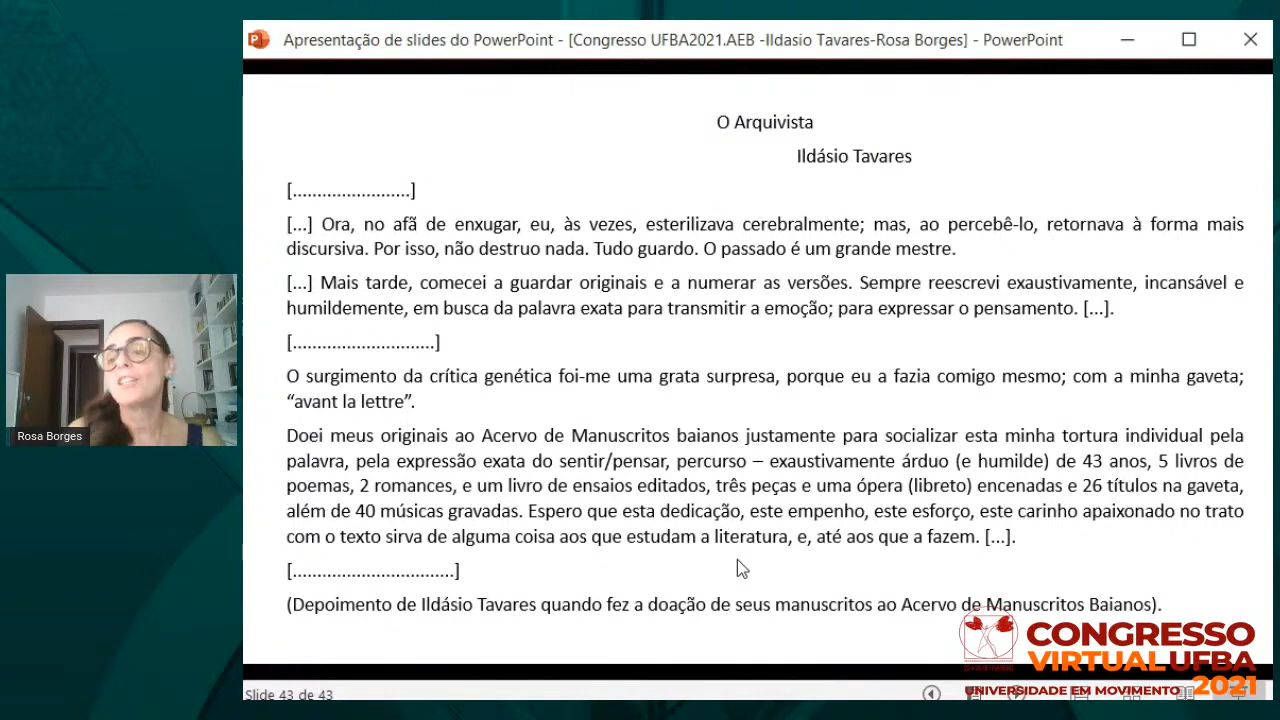 Apresentação de slides do PowerPoint - [Congresso UFBA2021.AEB -Ildasio Tavares-Rosa Borges] - PowerPoint
O Arquivista
Ildásio Tavares
[........................]
[...] Ora, no afã de enxugar, eu, às vezes, esterilizava cerebralmente; mas, ao percebê-lo, retornava à forma mais
discursiva. Por isso, não destruo nada. Tudo guardo. O passado é um grande mestre.
[...] Mais tarde, comecei a guardar originais e a numerar as versões. Sempre reescrevi exaustivamente, incansável e
humildemente, em busca da palavra exata para transmitir a emoção; para expressar o pensamento. [...].
[.............................]
O surgimento da crítica genética foi-me uma grata surpresa, porque eu a fazia comigo mesmo; com a minha gaveta;
“avant la lettre”.
Doei meus originais ao Acervo de Manuscritos baianos justamente para socializar esta minha tortura individual pela
palavra, pela expressão exata do sentir/pensar, percurso – exaustivamente árduo (e humilde) de 43 anos, 5 livros de
poemas, 2 romances, e um livro de ensaios editados, três peças e uma ópera (libreto) encenadas e 26 títulos na gaveta,
além de 40 músicas gravadas. Espero que esta dedicação, este empenho, este esforço, este carinho apaixonado no trato
com o texto sirva de alguma coisa aos que estudam a literatura, e, até aos que a fazem. [...].
[.................................]
(Depoimento de Ildásio Tavares quando fez a doação de seus manuscritos ao Acervo de Manuscritos Baianos).
Rosa Borges
CONGRESSO
VIRTUAL UFBA
UNIVERSIDADE EM MOVIMENTO 2021
Slide 43 de 43